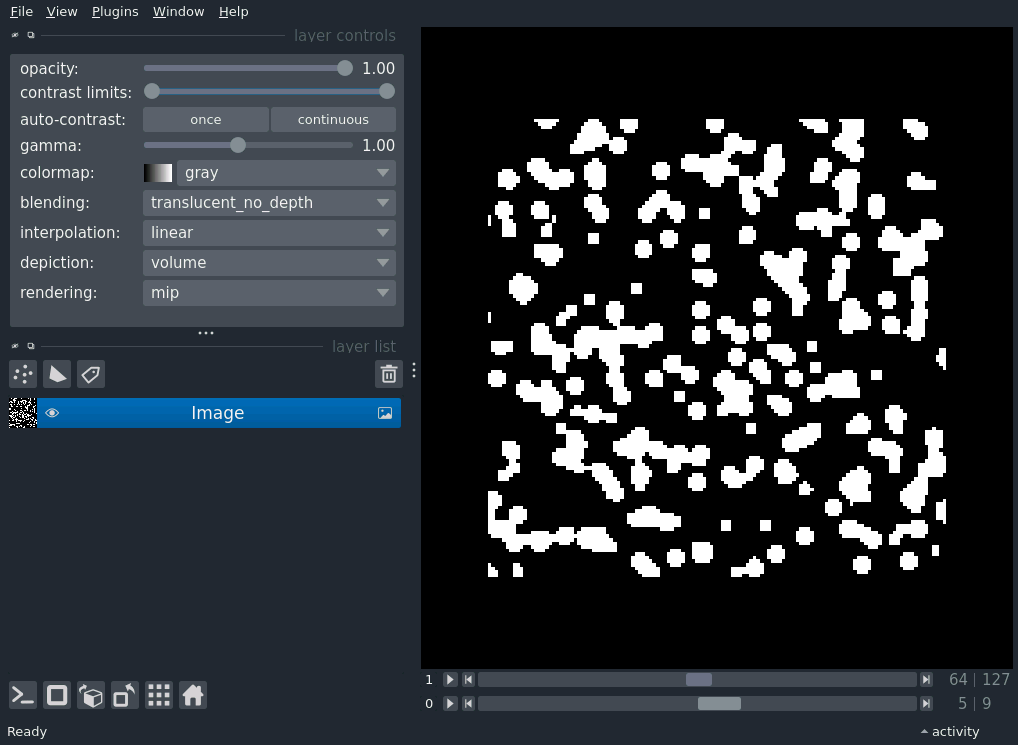 File View Plugins Window Help
layer controls
opacity: 1.00
contrast limits:
auto-contrast: once continuous
gamma: 1.00
colormap: gray
blending: translucent_no_depth
interpolation: linear
depiction: volume
rendering: mip
layer list
Image
1 64 | 127
0 5 | 9
Ready activity